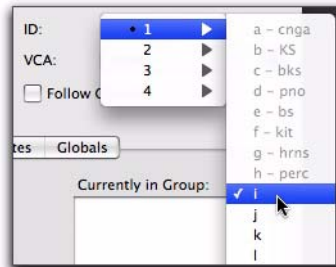 ID:
1
2
3
4
VCA:
Follow
a – cnga
b – KS
c – bks
d – pno
e – bs
f – kit
g – hrns
h – perc
✓ i
j
k
l
Globals
Currently in Group: